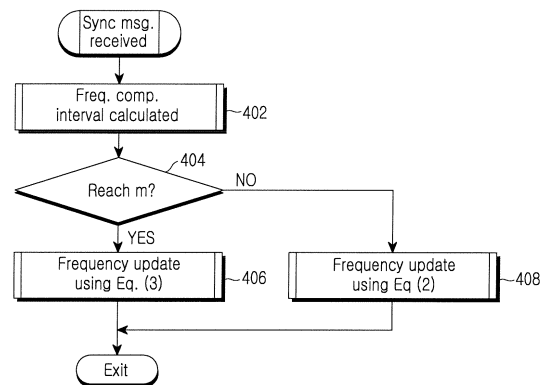 Sync msg.
received
Freq. comp.
interval calculated
402
404
Reach m?
NO
YES
Frequency update
using Eq. (3)
406
Frequency update
using Eq (2)
408
Exit